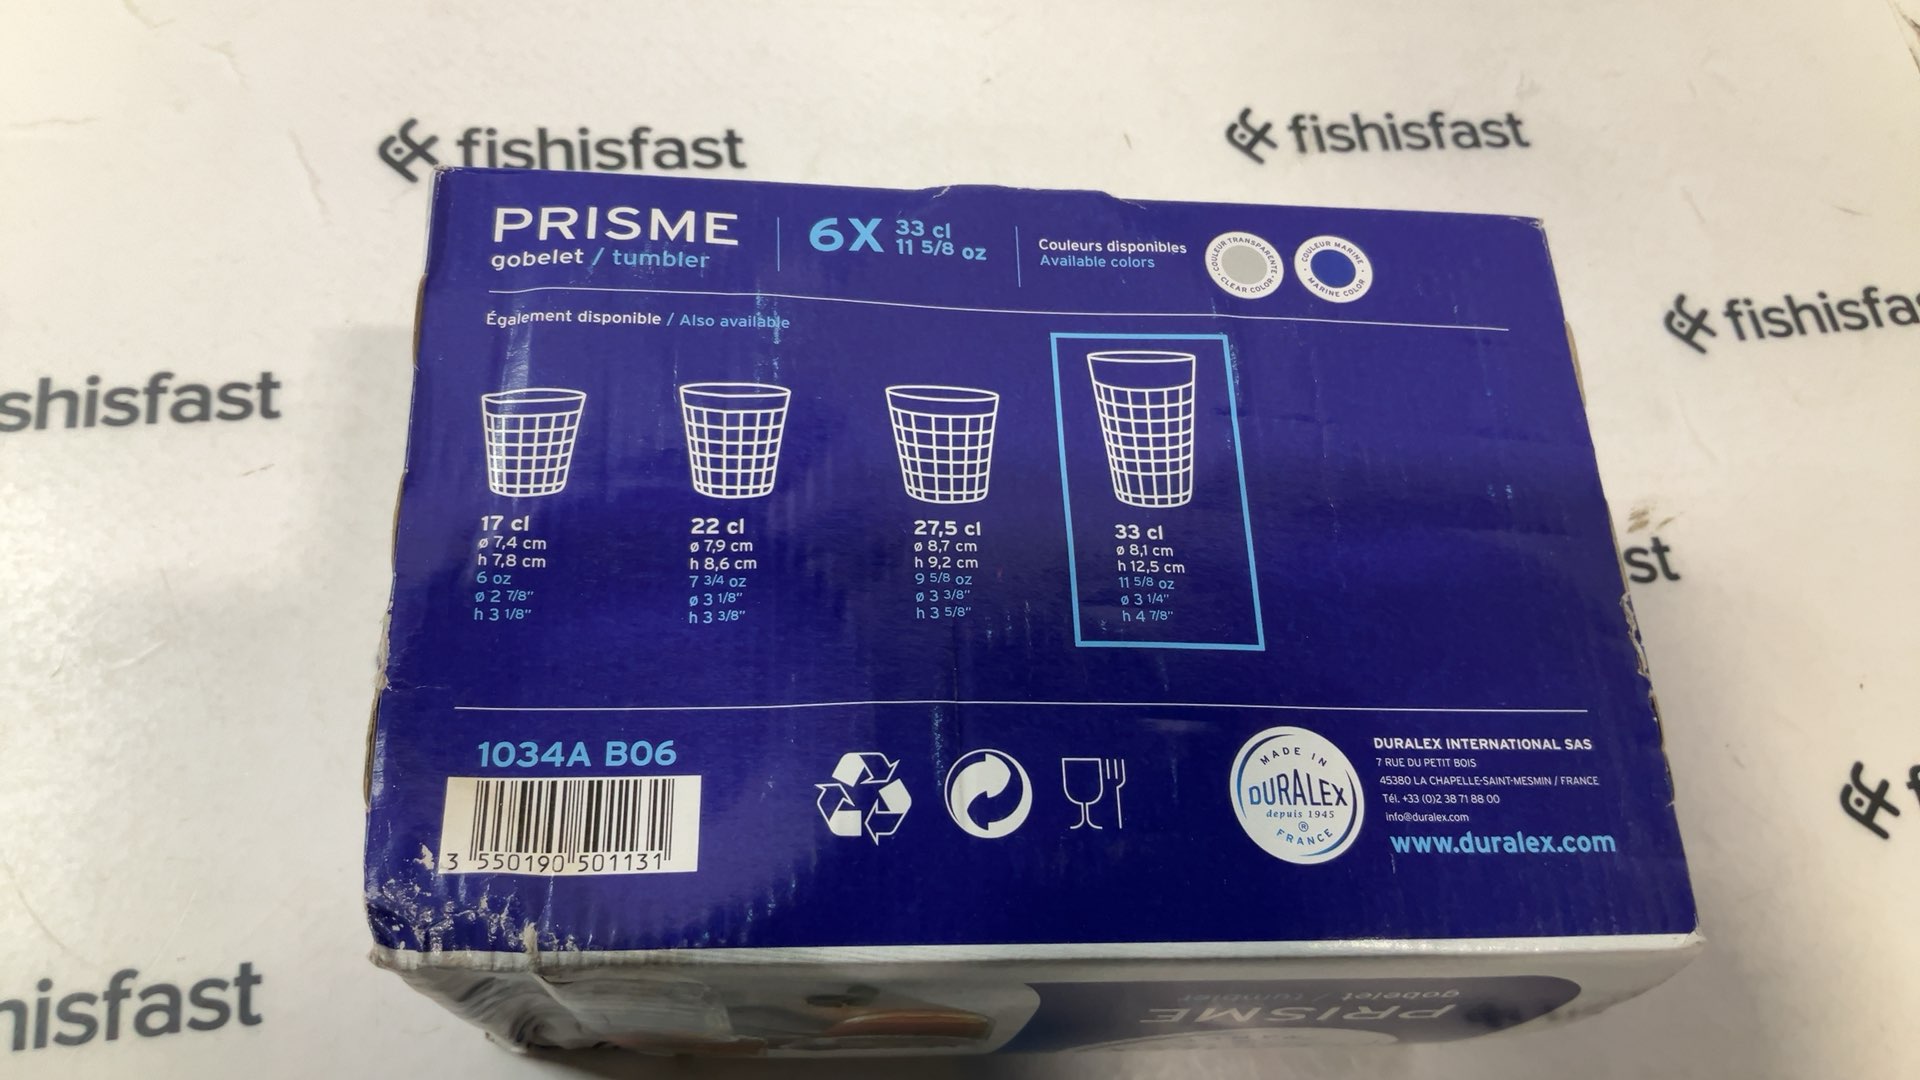 fishisfast
fishisfast
fishisfa
shisfast
st
hisfast
PRISME
gobelet / tumbler
6X 33 cl
11 5/8 oz
Couleurs disponibles
Available colors
COULEUR TRANSPARENTE • CLEAR COLOR •
COULEUR MARINE • MARINE COLOR •
Également disponible / Also available
17 cl
ø 7,4 cm
h 7,8 cm
6 oz
ø 2 7/8"
h 3 1/8"
22 cl
ø 7,9 cm
h 8,6 cm
7 3/4 oz
ø 3 1/8"
h 3 3/8"
27,5 cl
ø 8,7 cm
h 9,2 cm
9 5/8 oz
ø 3 3/8"
h 3 5/8"
33 cl
ø 8,1 cm
h 12,5 cm
11 5/8 oz
ø 3 1/4"
h 4 7/8"
1034A B06
3 550190 501131
MADE IN
DURALEX
depuis 1945
®
FRANCE
DURALEX INTERNATIONAL SAS
7 RUE DU PETIT BOIS
45380 LA CHAPELLE-SAINT-MESMIN / FRANCE
Tél. +33 (0)2 38 71 88 00
info@duralex.com
www.duralex.com
gobelet / tumbler
PRISME